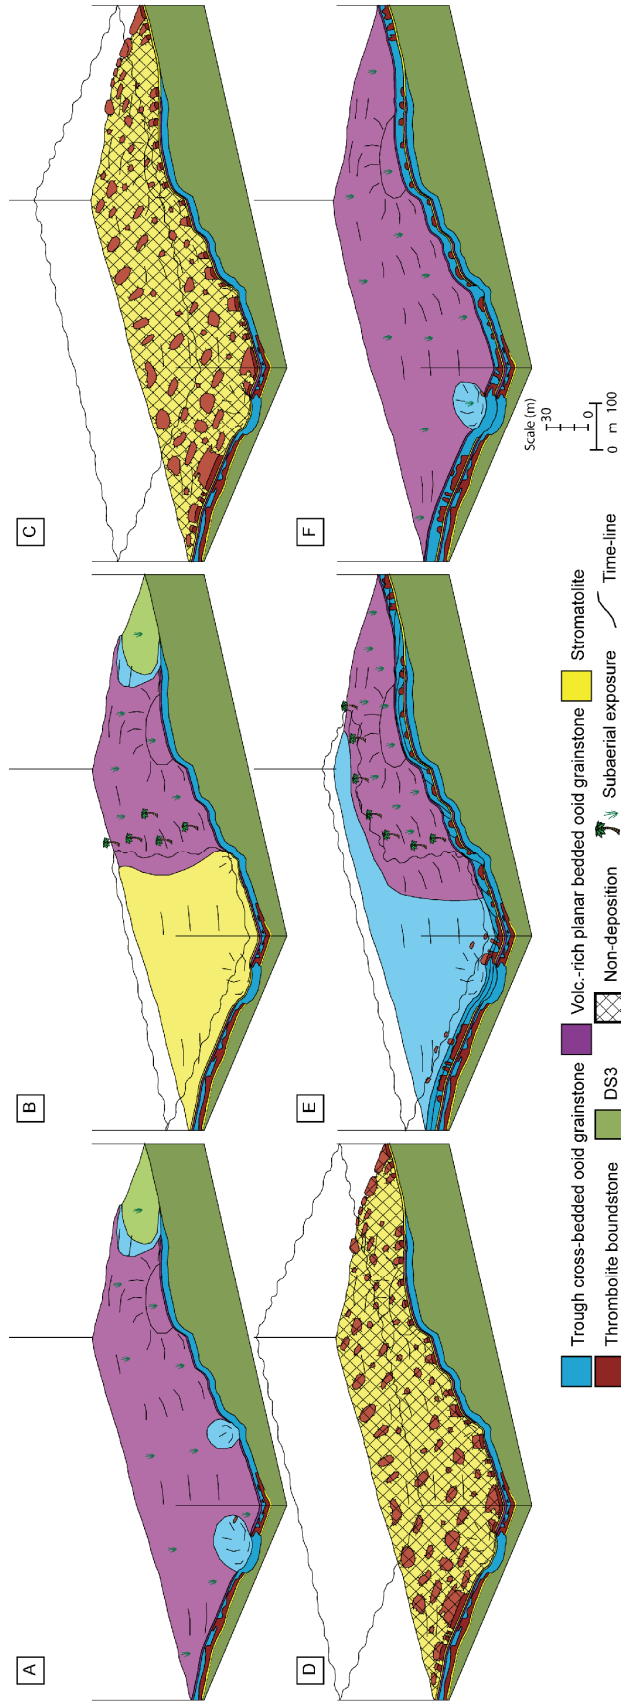 A
B
C
D
E
F
Scale (m)
30
0
0 m 100
Trough cross-bedded ooid grainstone
Volc.-rich planar bedded ooid grainstone
Stromatolite
Thrombolite boundstone
DS3
Non-deposition
Subaerial exposure
Time-line